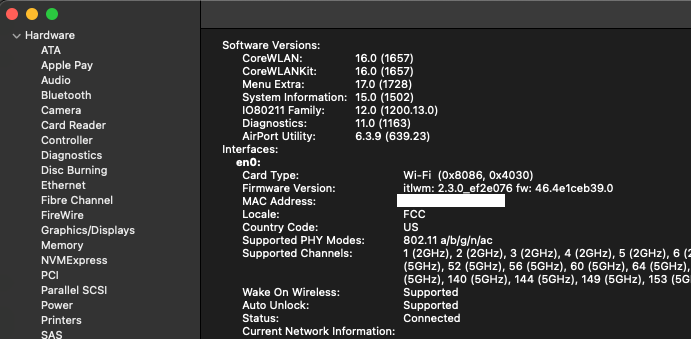 Hardware
ATA
Apple Pay
Audio
Bluetooth
Camera
Card Reader
Controller
Diagnostics
Disc Burning
Ethernet
Fibre Channel
FireWire
Graphics/Displays
Memory
NVMExpress
PCI
Parallel SCSI
Power
Printers
SAS
Software Versions:
CoreWLAN: 16.0 (1657)
CoreWLANKit: 16.0 (1657)
Menu Extra: 17.0 (1728)
System Information: 15.0 (1502)
IO80211 Family: 12.0 (1200.13.0)
Diagnostics: 11.0 (1163)
AirPort Utility: 6.3.9 (639.23)
Interfaces:
en0:
Card Type: Wi-Fi (0x8086, 0x4030)
Firmware Version: itlwm: 2.3.0_ef2e076 fw: 46.4e1ceb39.0
MAC Address:
Locale: FCC
Country Code: US
Supported PHY Modes: 802.11 a/b/g/n/ac
Supported Channels: 1 (2GHz), 2 (2GHz), 3 (2GHz), 4 (2GHz), 5 (2GHz), 6 (2
(5GHz), 52 (5GHz), 56 (5GHz), 60 (5GHz), 64 (5GHz),
(5GHz), 140 (5GHz), 144 (5GHz), 149 (5GHz), 153 (5G
Wake On Wireless: Supported
Auto Unlock: Supported
Status: Connected
Current Network Information: